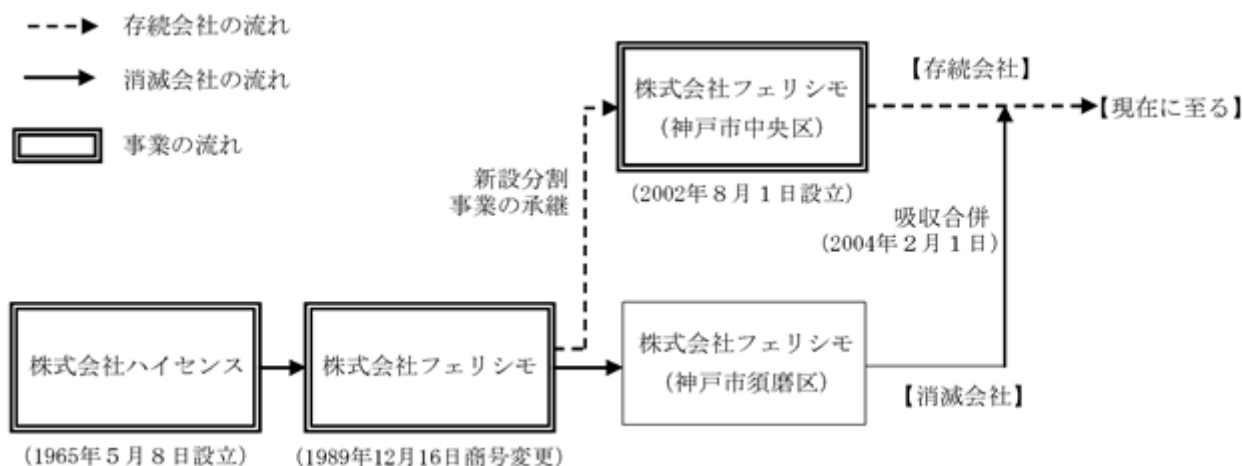 存続会社の流れ
消滅会社の流れ
事業の流れ
株式会社フェリシモ
（神戸市中央区）
（2002年８月１日設立）
【存続会社】
【現在に至る】
新設分割
事業の承継
吸収合併
（2004年２月１日）
株式会社ハイセンス
（1965年５月８日設立）
株式会社フェリシモ
（1989年12月16日商号変更）
株式会社フェリシモ
（神戸市須磨区）
【消滅会社】